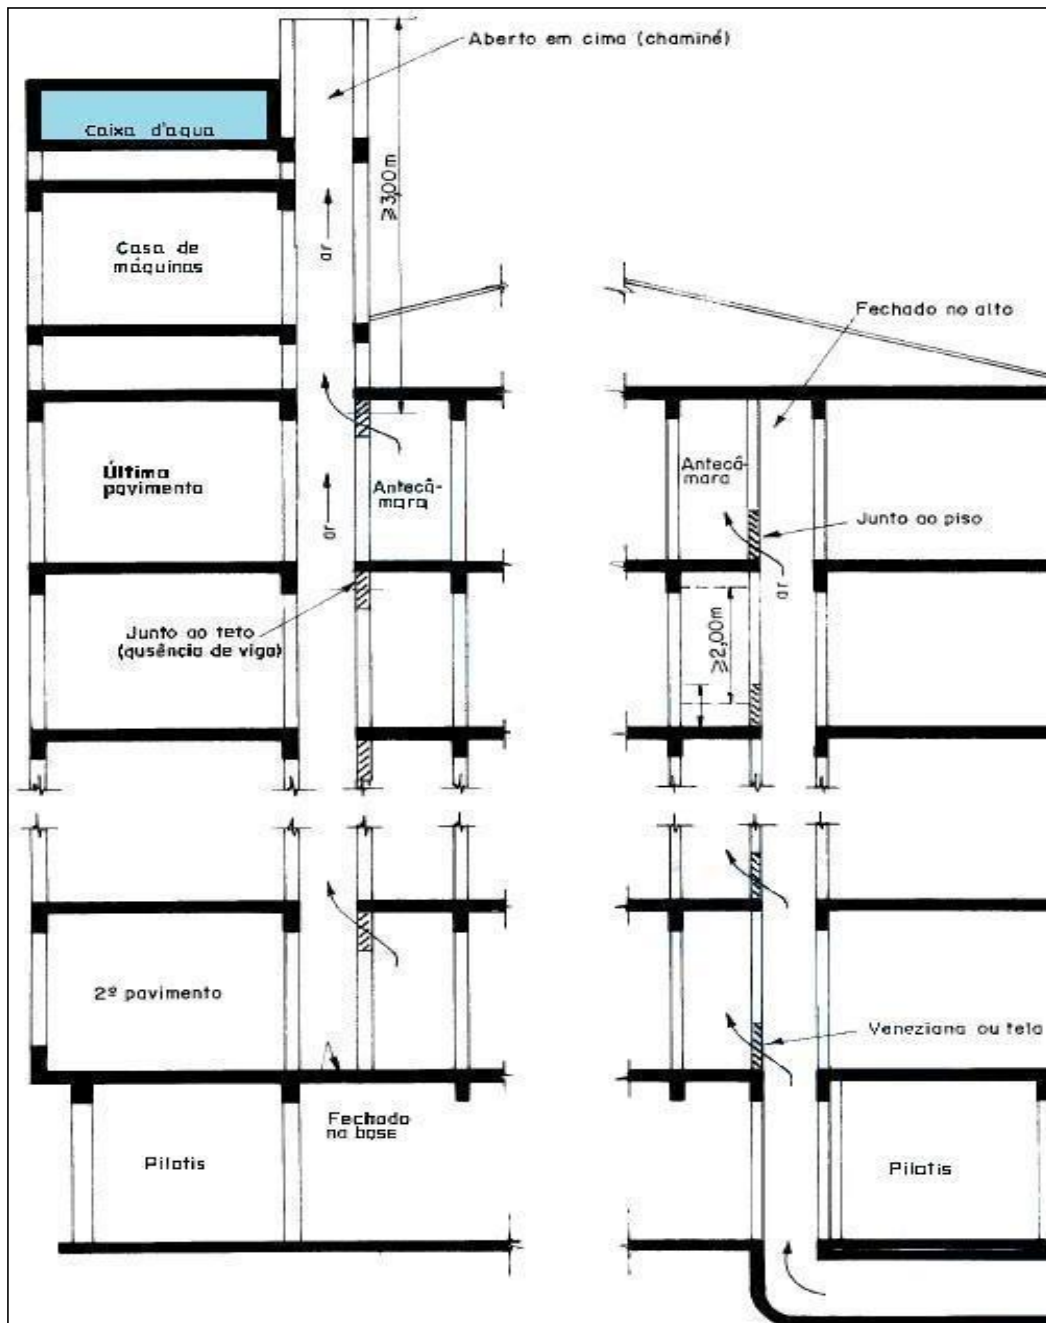 Aberto em cima (chaminé)
Caixa d'agua
≥3,00m
Casa de
máquinas
ar
Fechado no alto
Última
pavimento
ar
Antecâ-
mara
Antecâ-
mara
Junto ao piso
ar
Junto ao teto
(ausência de viga)
≥2,00m
2º pavimento
Veneziana ou tela
Fechado
na base
Pilotis
Pilotis